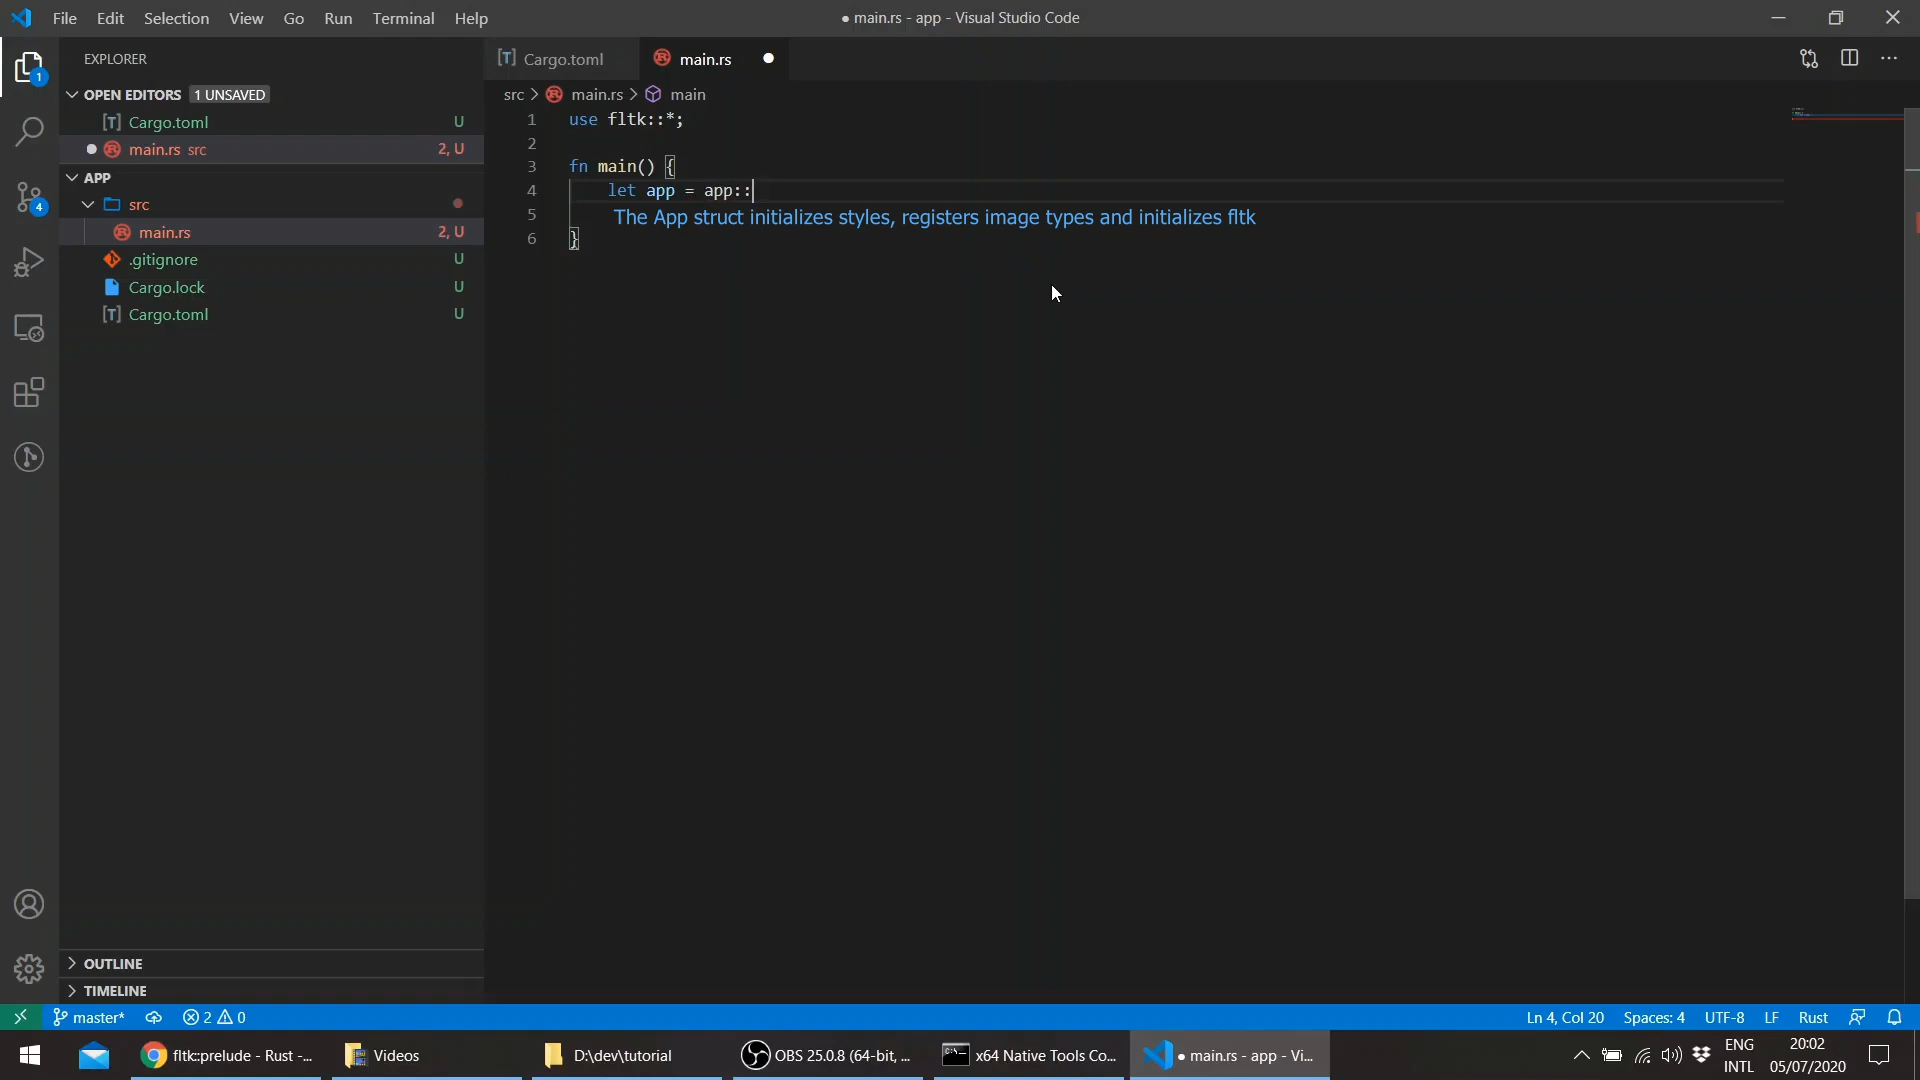 File Edit Selection View Go Run Terminal Help
● main.rs - app - Visual Studio Code
EXPLORER
OPEN EDITORS 1 UNSAVED
[T] Cargo.toml U
main.rs src 2, U
APP
src
main.rs 2, U
.gitignore U
Cargo.lock U
[T] Cargo.toml U
OUTLINE
TIMELINE
[T] Cargo.toml
main.rs
src > main.rs > main
1 use fltk::*;
2
3 fn main() {
4 let app = app::
5 The App struct initializes styles, registers image types and initializes fltk
6 }
1
4
master* 2 0
Ln 4, Col 20 Spaces: 4 UTF-8 LF Rust
fltk::prelude - Rust -...
Videos
D:\dev\tutorial
OBS 25.0.8 (64-bit, ...
x64 Native Tools Co...
● main.rs - app - Vi...
ENG
INTL
20:02
05/07/2020